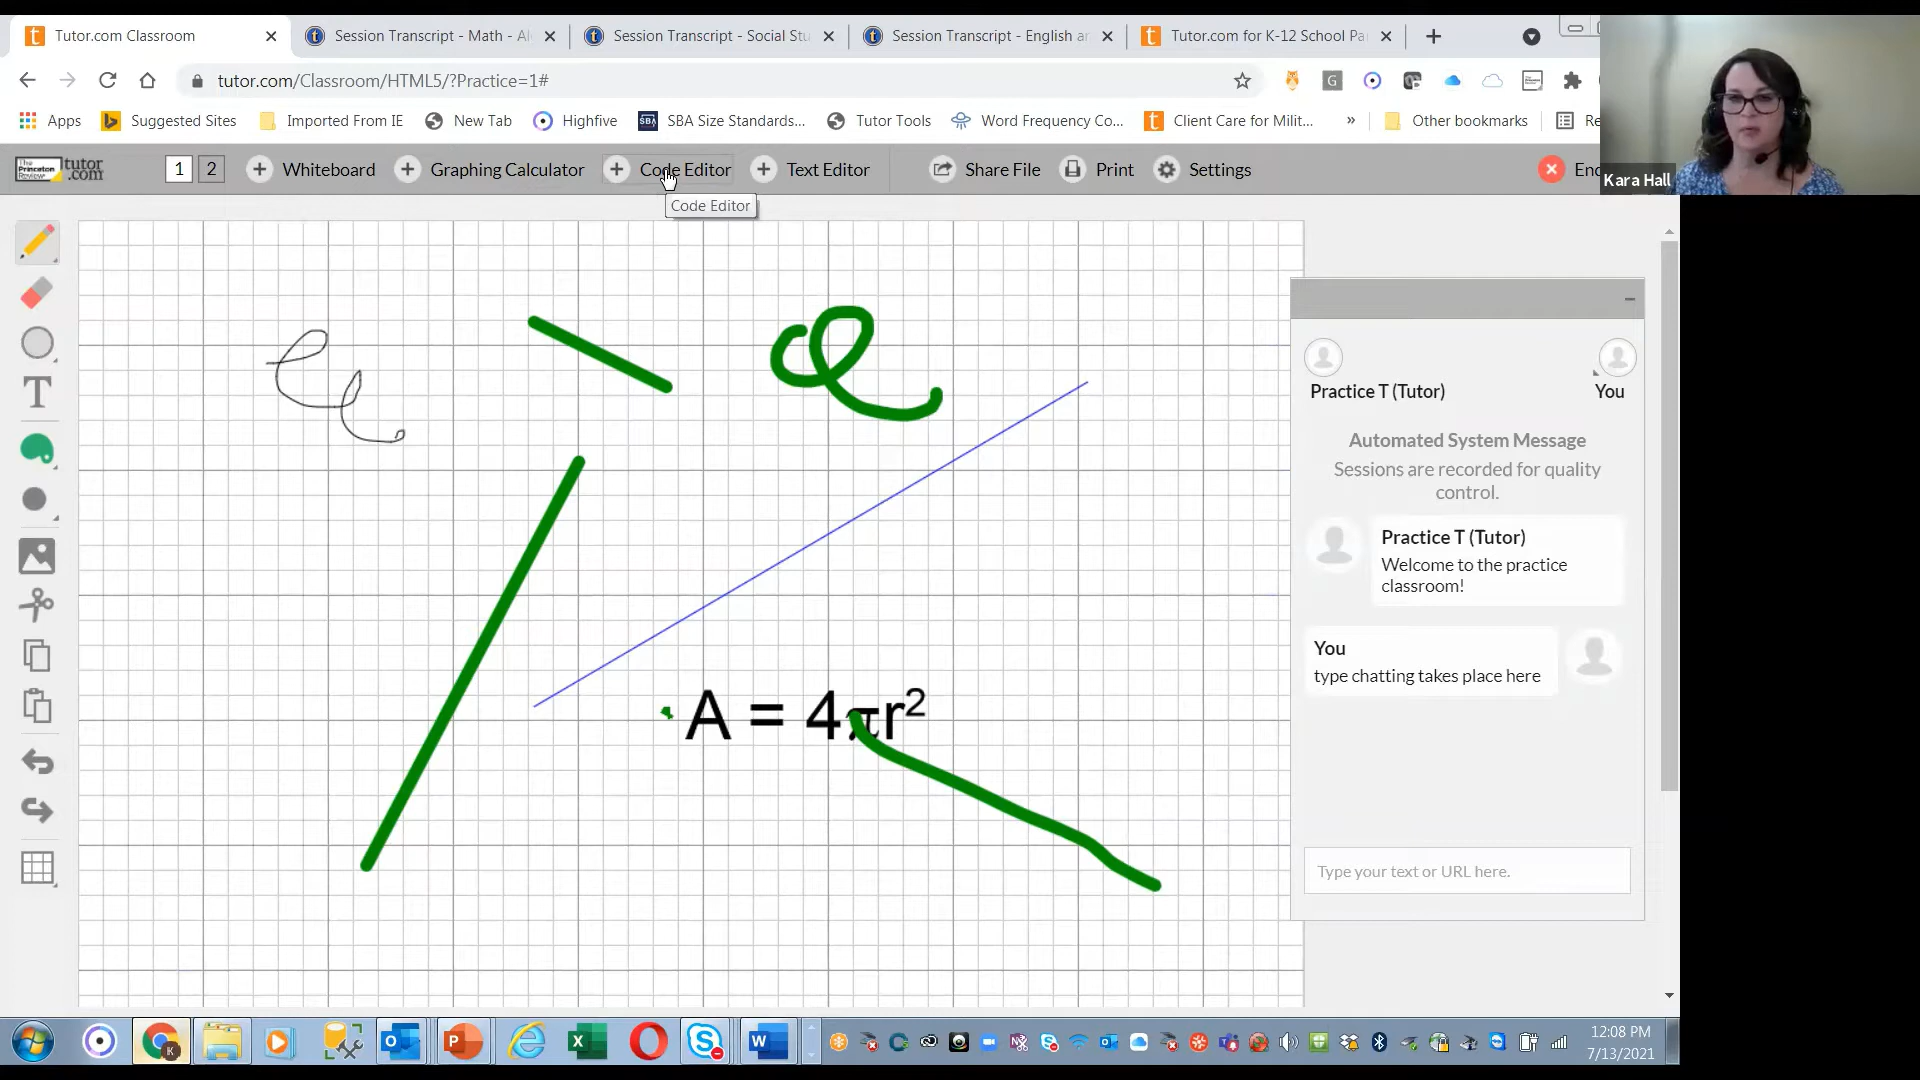 Tutor.com Classroom
Session Transcript - Math - Al
Session Transcript - Social Stu
Session Transcript - English a
Tutor.com for K-12 School Pa
tutor.com/Classroom/HTML5/?Practice=1#
Apps
Suggested Sites
Imported From IE
New Tab
Highfive
SBA Size Standards...
Tutor Tools
Word Frequency Co...
Client Care for Milit...
»
Other bookmarks
The Princeton Review
tutor.com
1
2
Whiteboard
Graphing Calculator
Code Editor
Text Editor
Share File
Print
Settings
Kara Hall
Code Editor
Practice T (Tutor)
You
Automated System Message
Sessions are recorded for quality
control.
Practice T (Tutor)
Welcome to the practice
classroom!
You
type chatting takes place here
A = 4πr²
Type your text or URL here.
12:08 PM
7/13/2021